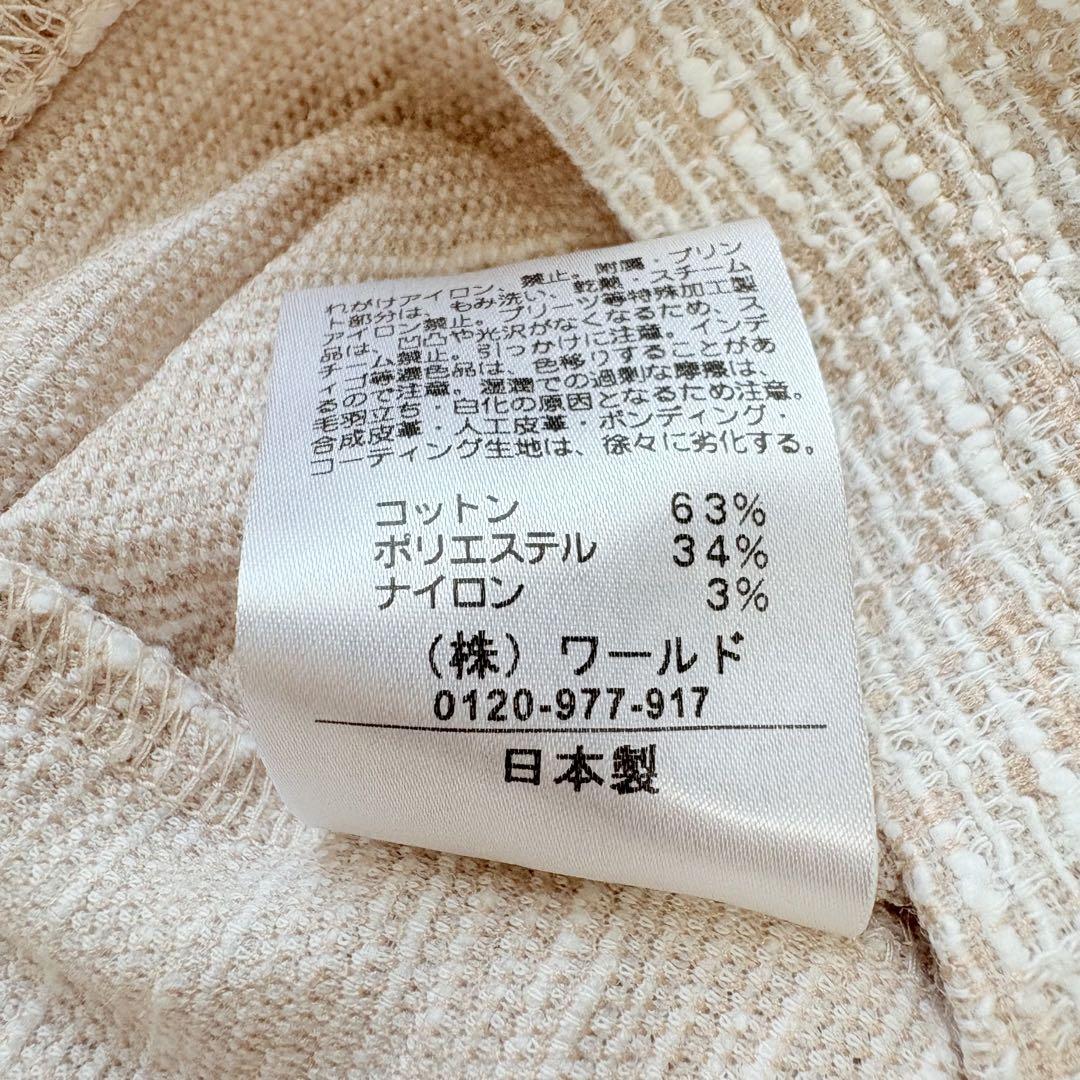 れがけアイロン、禁止。附属・プリン
ト部分は、もみ洗い、乾燥・スチーム
アイロン禁止。プリーツ等特殊加工製
品は、凹凸や光沢がなくなるため、ス
チーム禁止。引っかけに注意。インデ
ィゴ等濃色品は、色移りすることがあ
るので注意。湿潤での過剰な摩擦は、
毛羽立ち・白化の原因となるため注意。
合成皮革・人工皮革・ボンディング・
コーティング生地は、徐々に劣化する。
コットン 63%
ポリエステル 34%
ナイロン 3%
(株) ワールド
0120-977-917
日本製